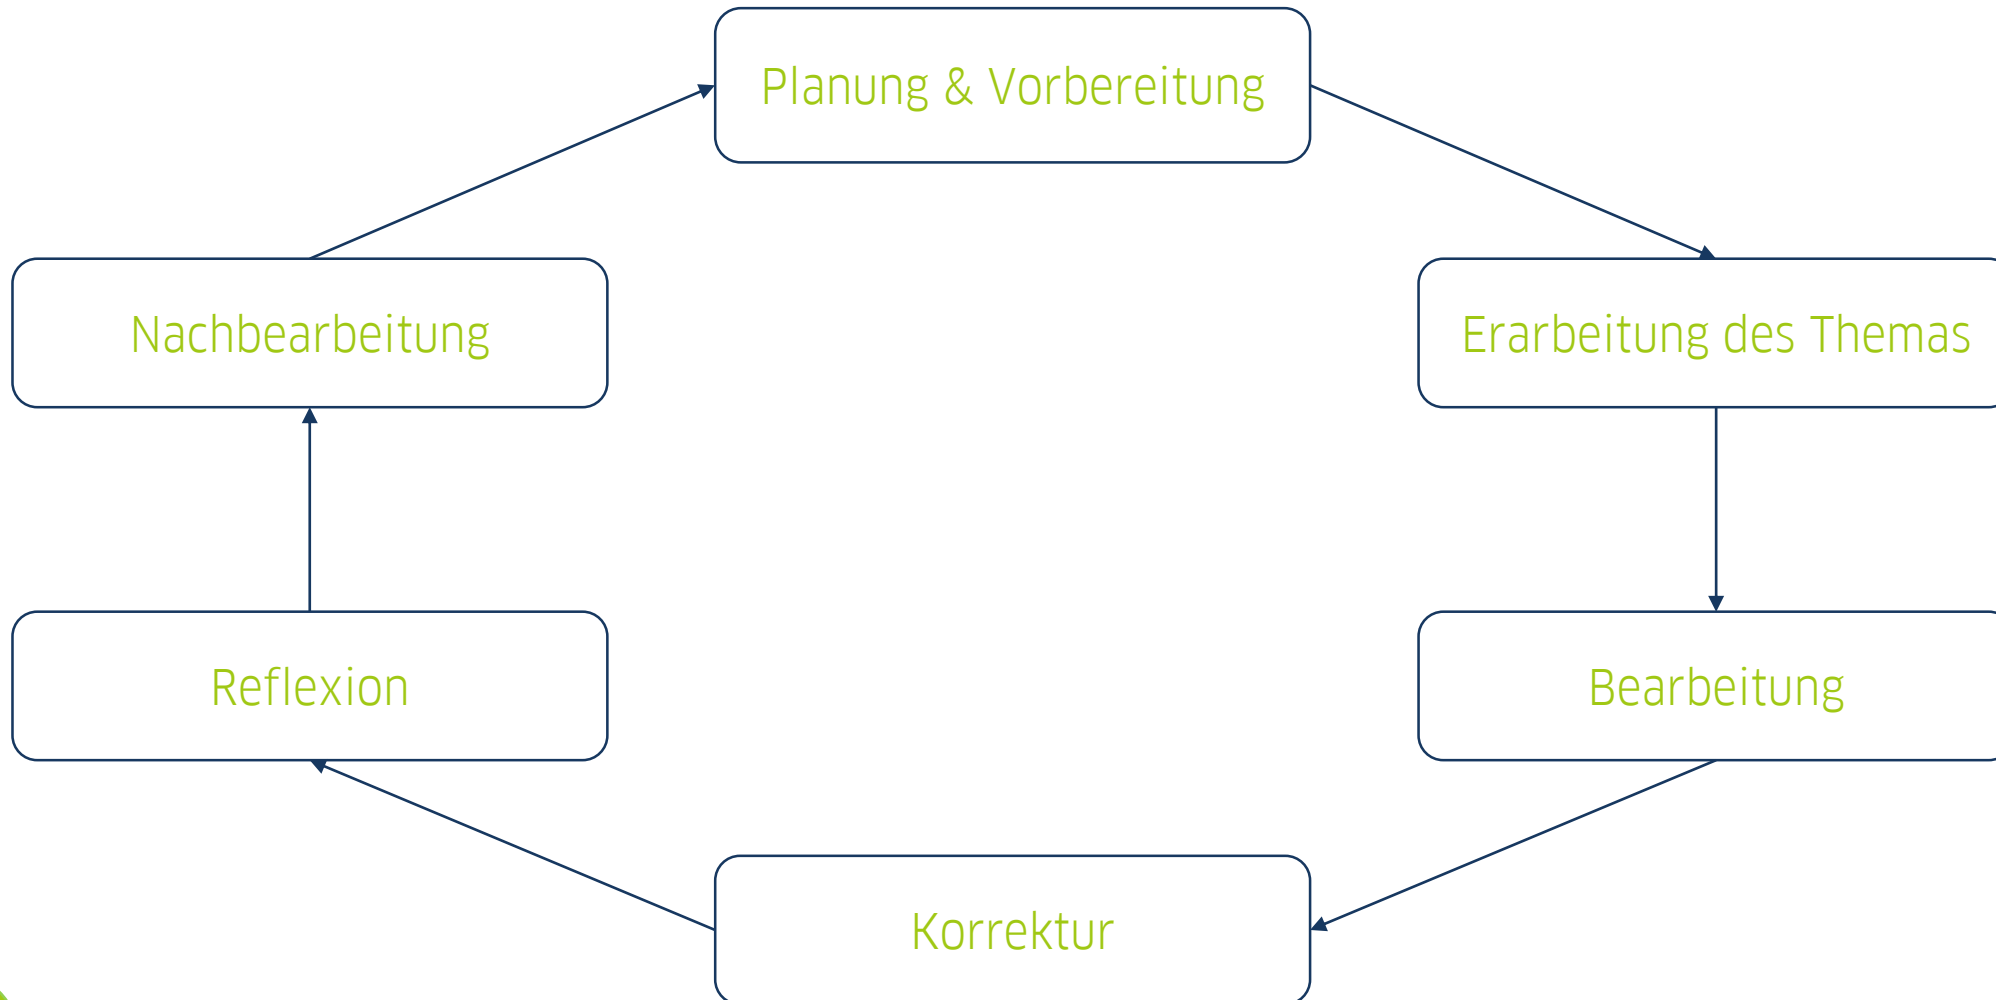 Planung & Vorbereitung
Nachbearbeitung
Erarbeitung des Themas
Reflexion
Bearbeitung
Korrektur